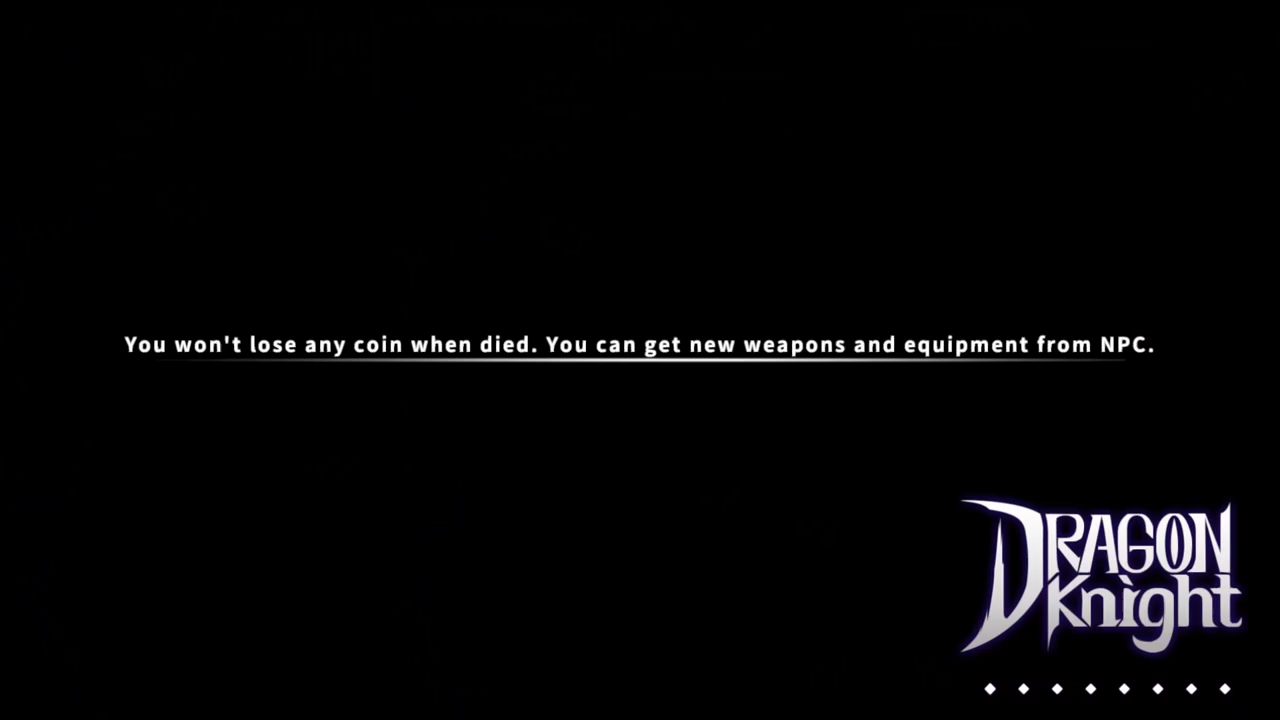 You won't lose any coin when died. You can get new weapons and equipment from NPC.
DRAGON
Knight